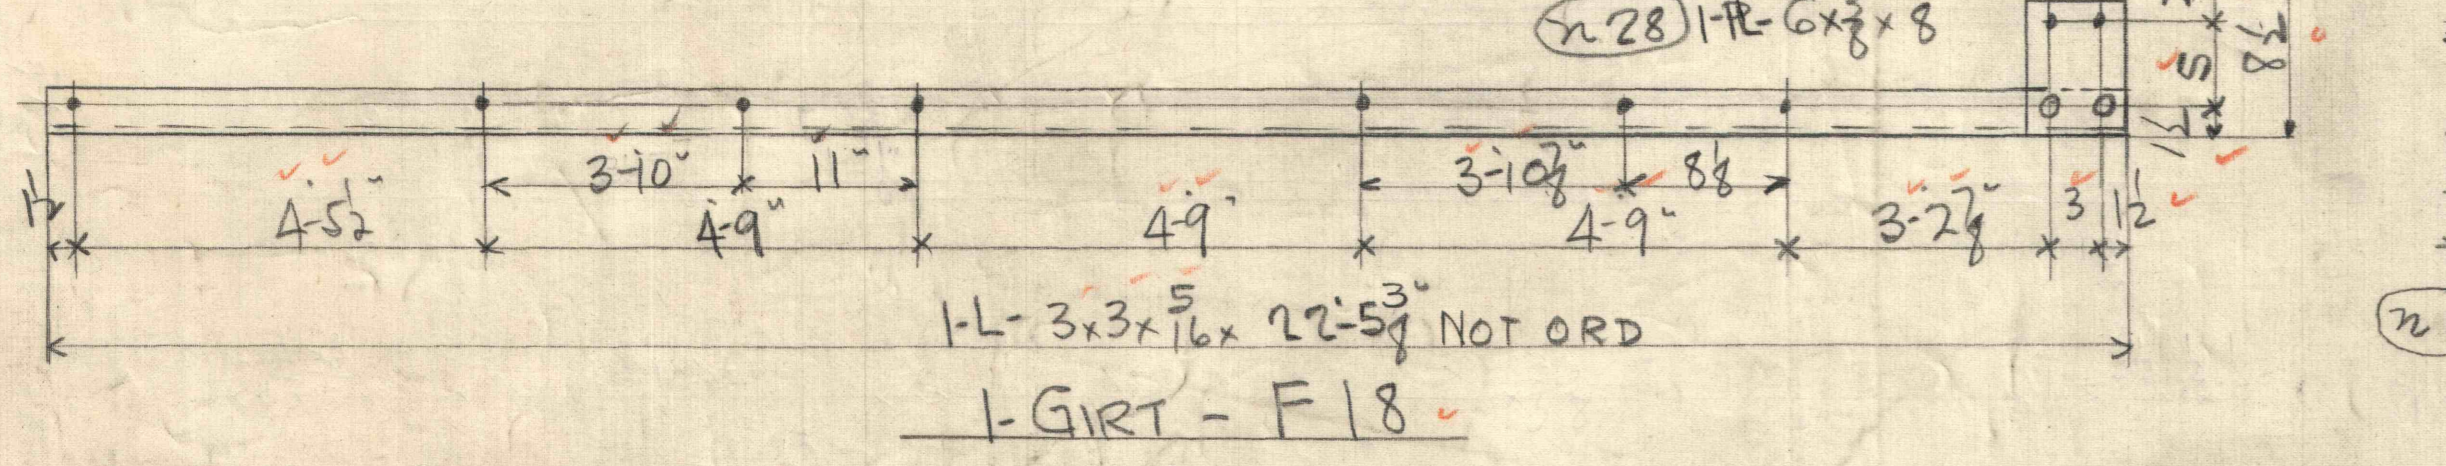 n 28 1-PL- 6 x 3/8 x 8
5 8 1/2
1 1/2
3'-10" 11" 3'-10 7/8" 8 1/8
1 1/2 4'-5 1/2" 4'-9" 4'-9" 4'-9" 3'-2 7/8" 3 1 1/2
1-L- 3 x 3 x 5/16 x 22'-5 3/8" NOT ORD
n
1-GIRT - F18